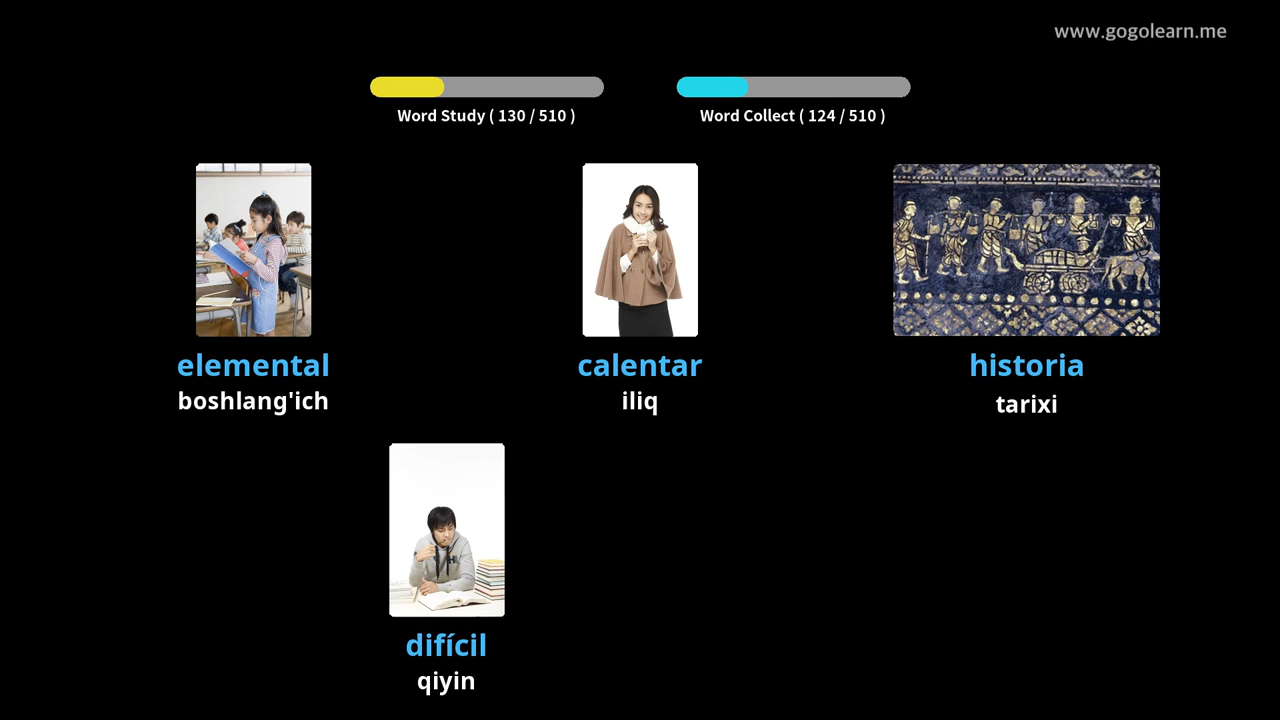 www.gogolearn.me
Word Study ( 130 / 510 )
Word Collect ( 124 / 510 )
elemental
boshlang'ich
calentar
iliq
historia
tarixi
difícil
qiyin